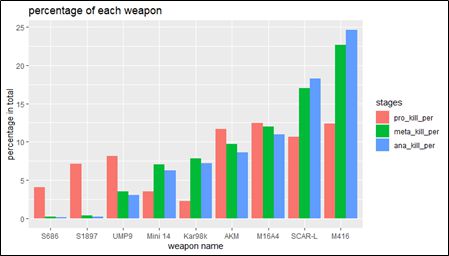 percentage of each weapon
25
20
15
10
5
0
percentage in total
S686 S1897 UMP9 Mini 14 Kar98k AKM M16A4 SCAR-L M416
weapon name
stages
pro_kill_per
meta_kill_per
ana_kill_per